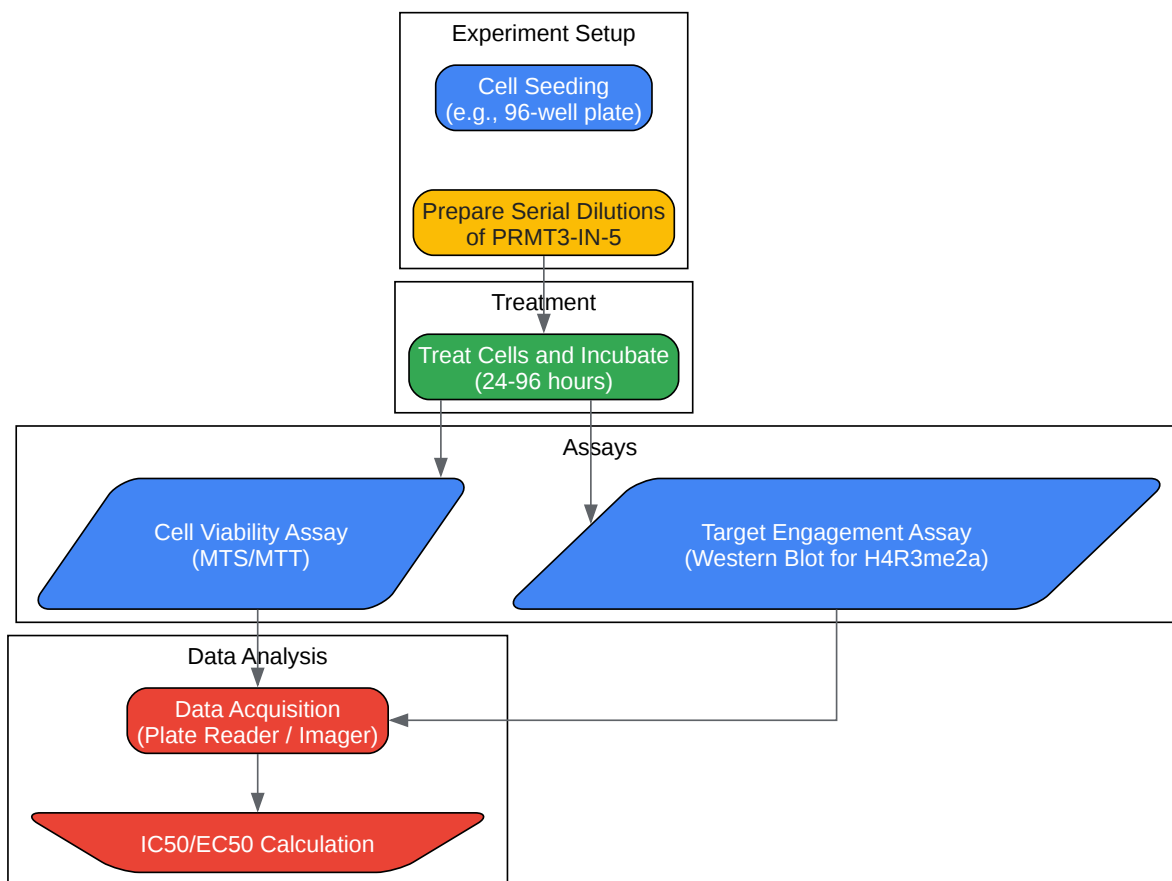 Experiment Setup
Cell Seeding
(e.g., 96-well plate)
Prepare Serial Dilutions
of PRMT3-IN-5
Treatment
Treat Cells and Incubate
(24-96 hours)
Assays
Cell Viability Assay
(MTS/MTT)
Target Engagement Assay
(Western Blot for H4R3me2a)
Data Analysis
Data Acquisition
(Plate Reader / Imager)
IC50/EC50 Calculation